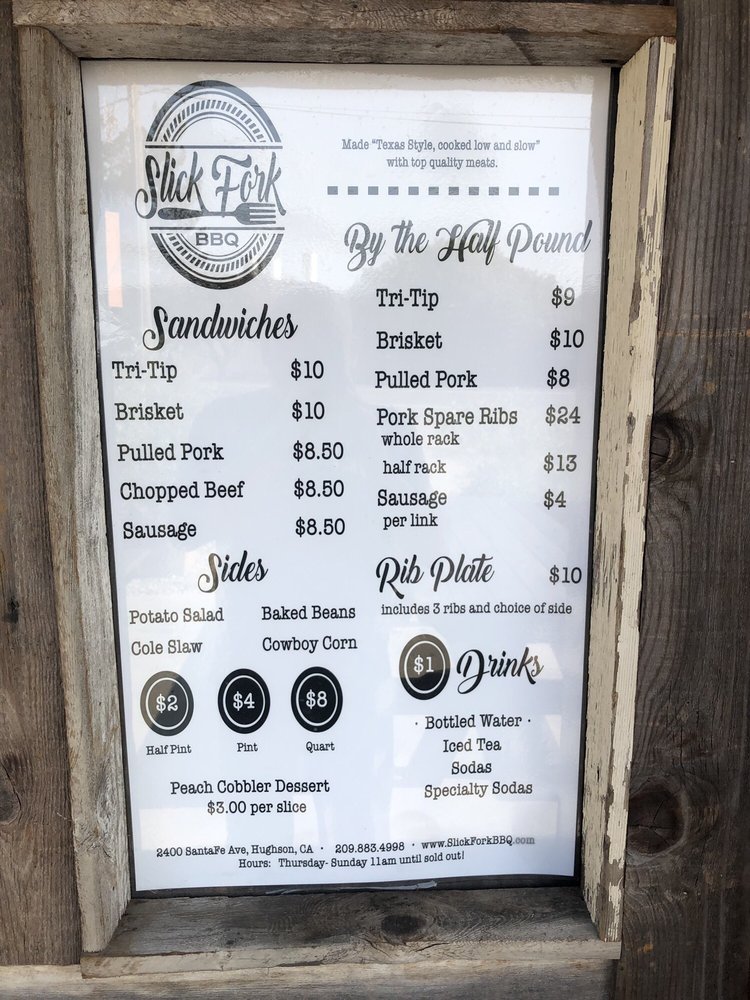 Slick Fork
BBQ
Made "Texas Style, cooked low and slow"
with top quality meats.
Sandwiches
Tri-Tip $10
Brisket $10
Pulled Pork $8.50
Chopped Beef $8.50
Sausage $8.50
Sides
Potato Salad Baked Beans
Cole Slaw Cowboy Corn
$2 $4 $8
Half Pint Pint Quart
Peach Cobbler Dessert
$3.00 per slice
By the Half Pound
Tri-Tip $9
Brisket $10
Pulled Pork $8
Pork Spare Ribs $24
whole rack
half rack $13
Sausage $4
per link
Rib Plate $10
includes 3 ribs and choice of side
$1 Drinks
· Bottled Water ·
Iced Tea
Sodas
Specialty Sodas
2400 SantaFe Ave, Hughson, CA · 209.883.4998 · www.SlickForkBBQ.com
Hours: Thursday- Sunday 11am until sold out!